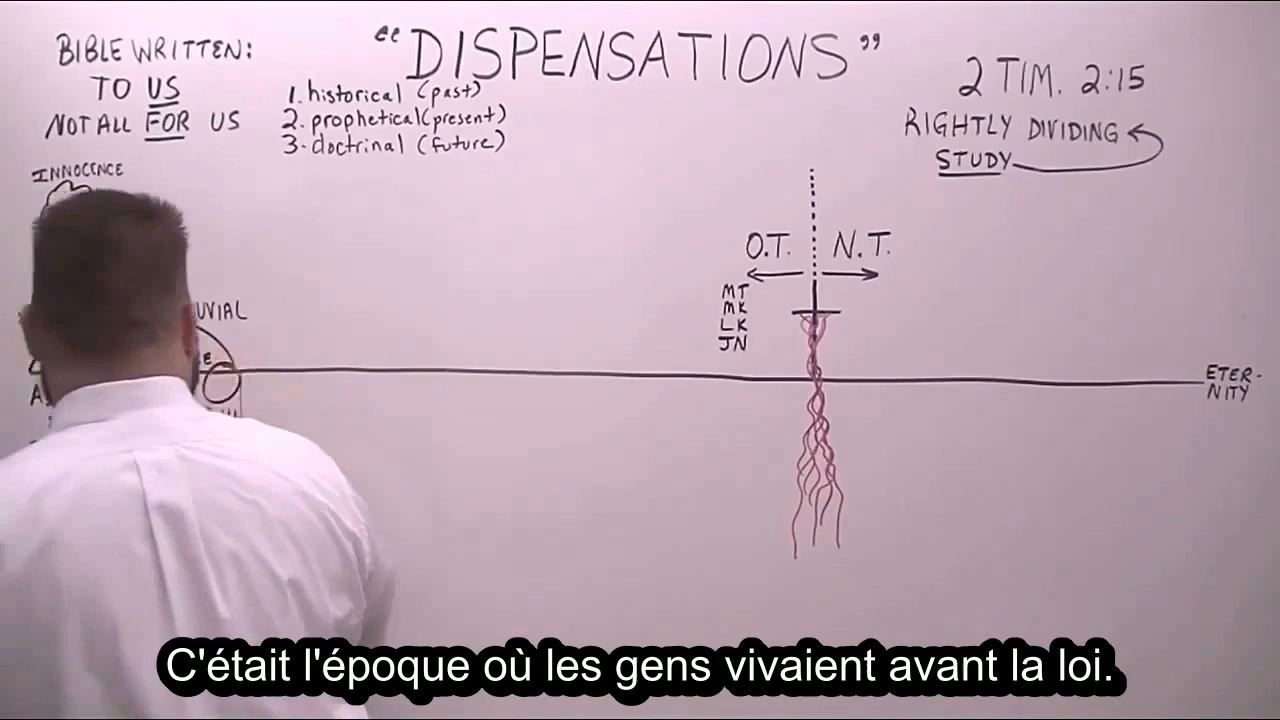 BIBLE WRITTEN:
TO US
NOT ALL FOR US
"DISPENSATIONS"
1. historical (past)
2. prophetical (present)
3. doctrinal (future)
2 TIM. 2:15
RIGHTLY DIVIDING
STUDY
INNOCENCE
UVIAL
O.T. N.T.
MT
MK
LK
JN
ETER-
NITY
C'était l'époque où les gens vivaient avant la loi.